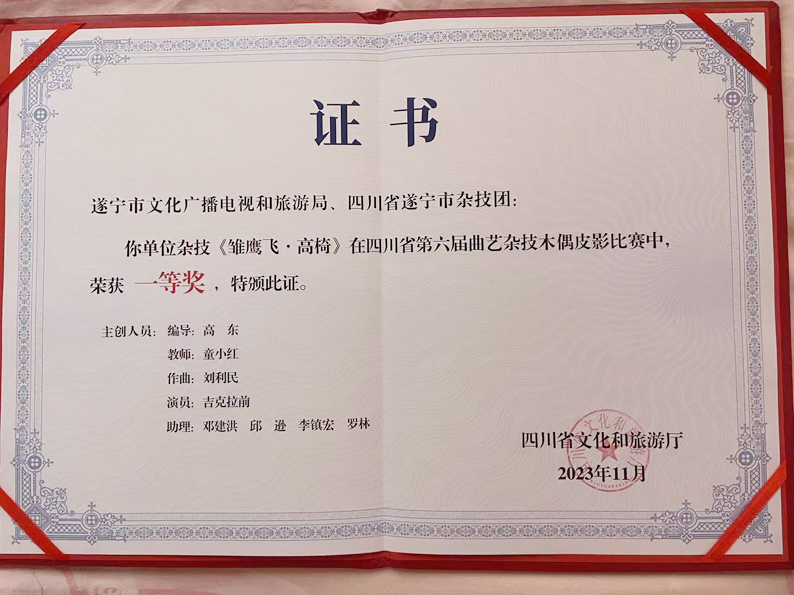 证书
遂宁市文化广播电视和旅游局、四川省遂宁市杂技团：
你单位杂技《雏鹰飞·高椅》在四川省第六届曲艺杂技木偶皮影比赛中，
荣获 一等奖 ，特颁此证。
主创人员： 编导：高 东
教师：童小红
作曲：刘利民
演员：吉克拉前
助理：邓建洪 邱 逊 李镇宏 罗林
四川省文化和旅游厅
2023年11月